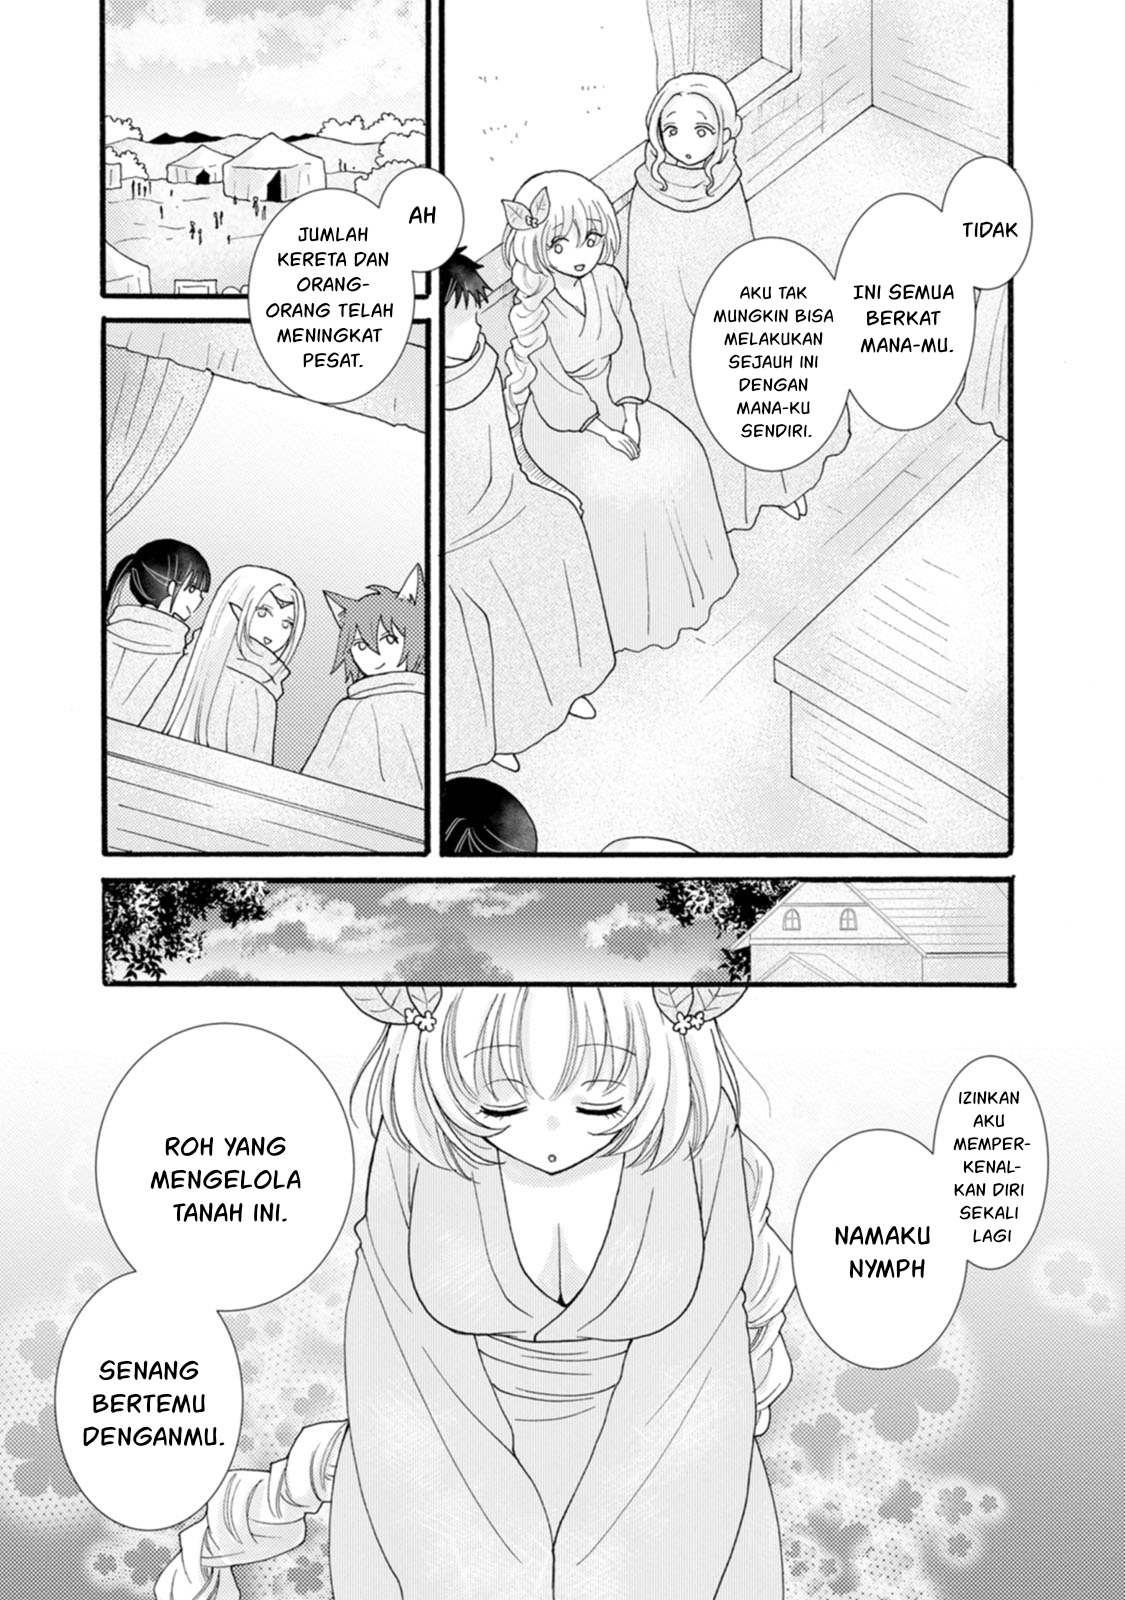 TIDAK
INI SEMUA
BERKAT
MANA-MU.
AKU TAK
MUNGKIN BISA
MELAKUKAN
SEJAUH INI
DENGAN
MANA-KU
SENDIRI.
AH
JUMLAH
KERETA DAN
ORANG-
ORANG TELAH
MENINGKAT
PESAT.
IZINKAN
AKU
MEMPER-
KENAL-
KAN DIRI
SEKALI
LAGI
NAMAKU
NYMPH
ROH YANG
MENGELOLA
TANAH INI.
SENANG
BERTEMU
DENGANMU.